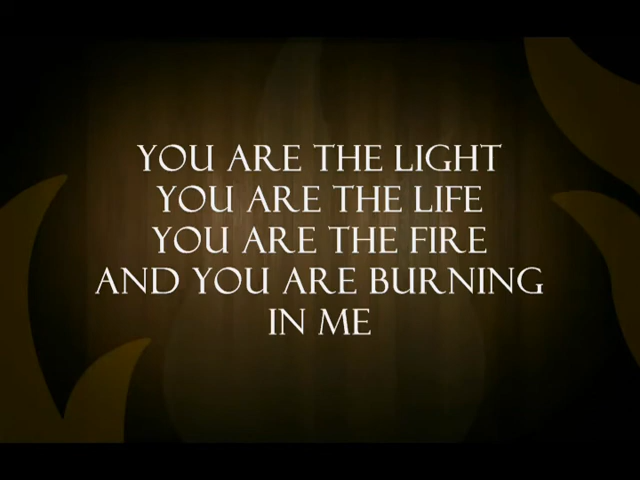 YOU ARE THE LIGHT
YOU ARE THE LIFE
YOU ARE THE FIRE
AND YOU ARE BURNING
IN ME